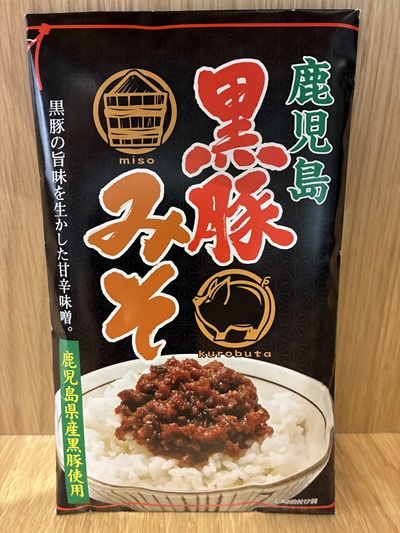 鹿児島
黒豚
みそ
miso
kurobuta
黒豚の旨味を生かした甘辛味噌。
鹿児島県産黒豚使用